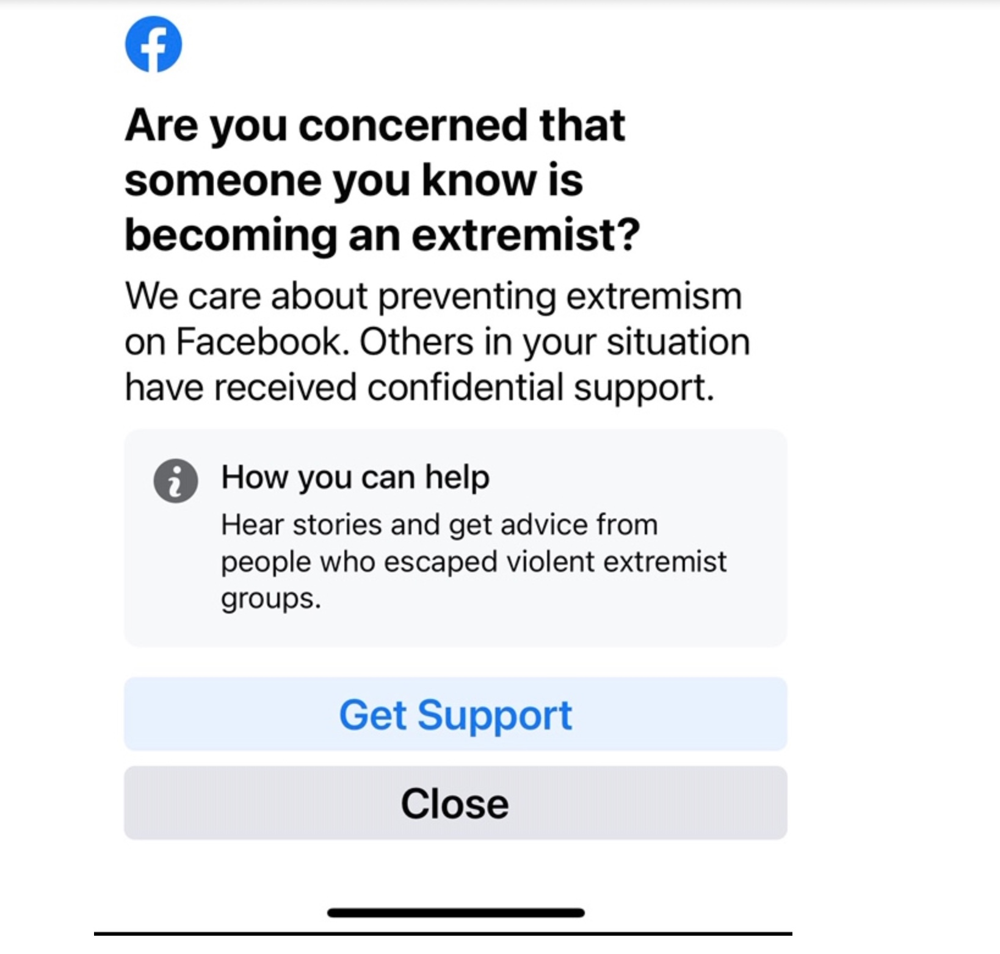 Are you concerned that
someone you know is
becoming an extremist?
We care about preventing extremism
on Facebook. Others in your situation
have received confidential support.
How you can help
Hear stories and get advice from
people who escaped violent extremist
groups.
Get Support
Close